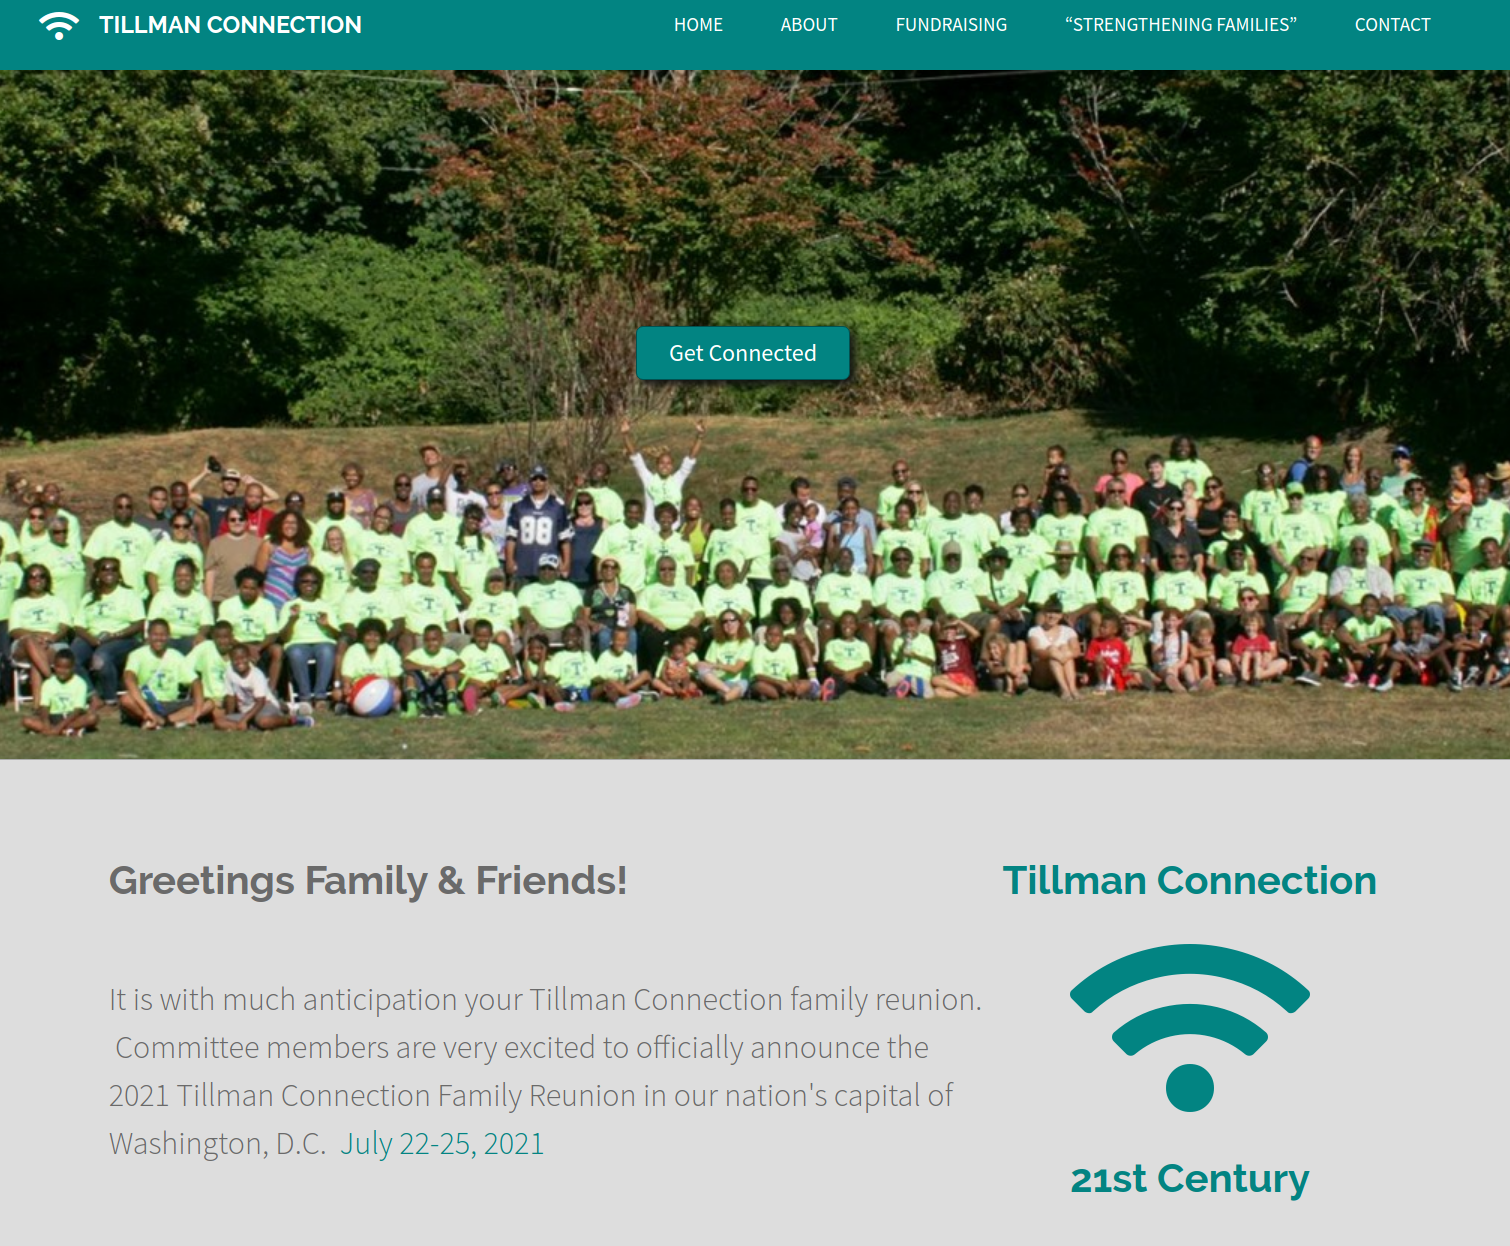 TILLMAN CONNECTION
HOME
ABOUT
FUNDRAISING
“STRENGTHENING FAMILIES”
CONTACT
Get Connected
88
Greetings Family & Friends!
It is with much anticipation your Tillman Connection family reunion.
Committee members are very excited to officially announce the
2021 Tillman Connection Family Reunion in our nation's capital of
Washington, D.C.  July 22-25, 2021
Tillman Connection
21st Century